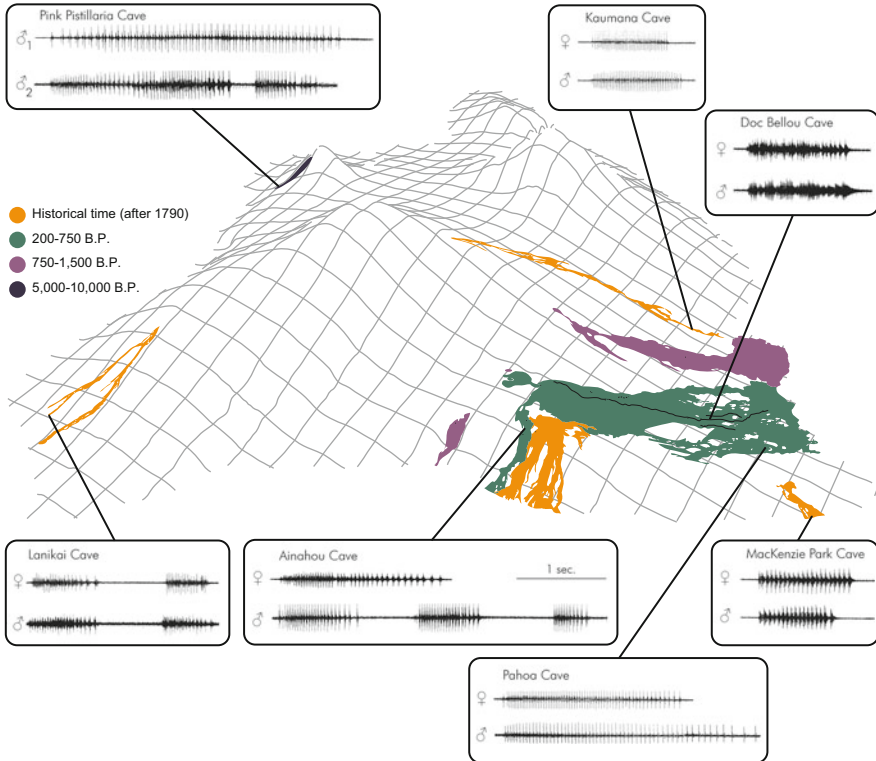 Pink Pistillaria Cave
♂1
♂2
Kaumana Cave
♀
♂
Doc Bellou Cave
♀
♂
Historical time (after 1790)
200-750 B.P.
750-1,500 B.P.
5,000-10,000 B.P.
Lanikai Cave
♀
♂
Ainahou Cave
♀
1 sec.
♂
MacKenzie Park Cave
♀
♂
Pahoa Cave
♀
♂